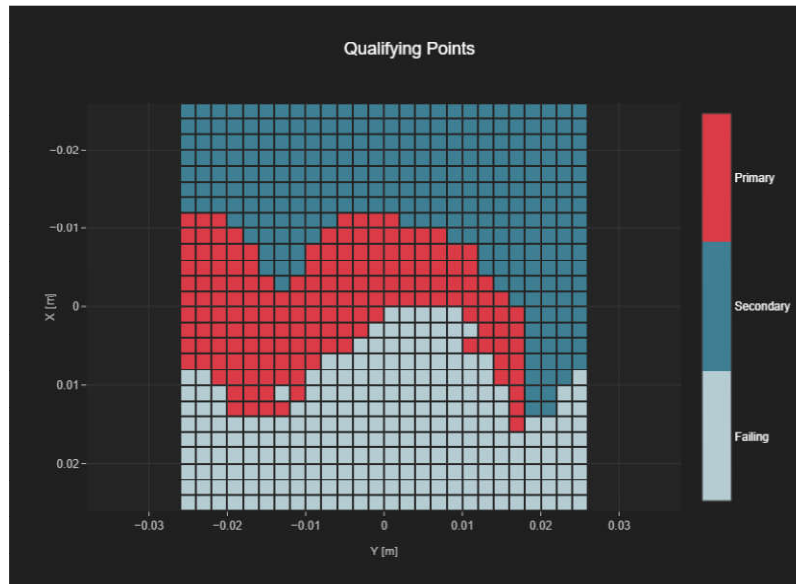 Qualifying Points
Primary
Secondary
Failing
−0.02
−0.01
0
0.01
0.02
X [m]
−0.03
−0.02
−0.01
0
0.01
0.02
0.03
Y [m]